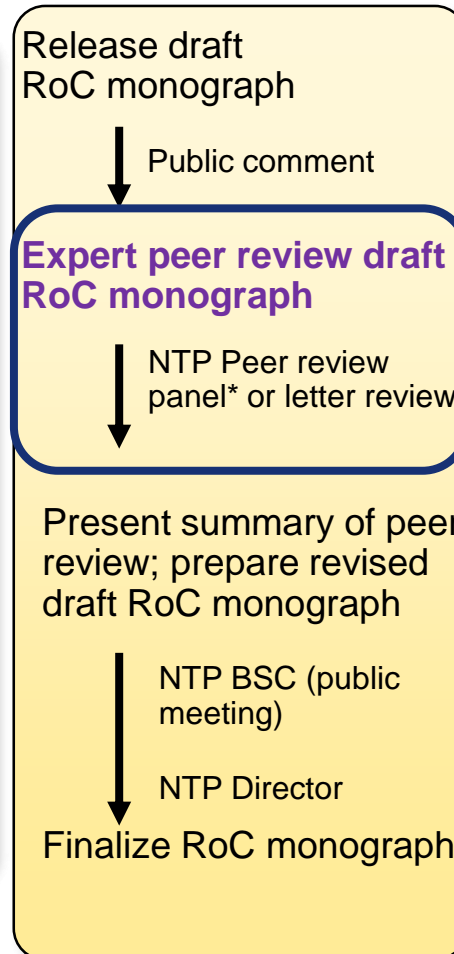 Release draft
RoC monograph
Public comment
Expert peer review draft
RoC monograph
NTP Peer review
panel* or letter review
Present summary of peer
review; prepare revised
draft RoC monograph
NTP BSC (public
meeting)
NTP Director
Finalize RoC monograph